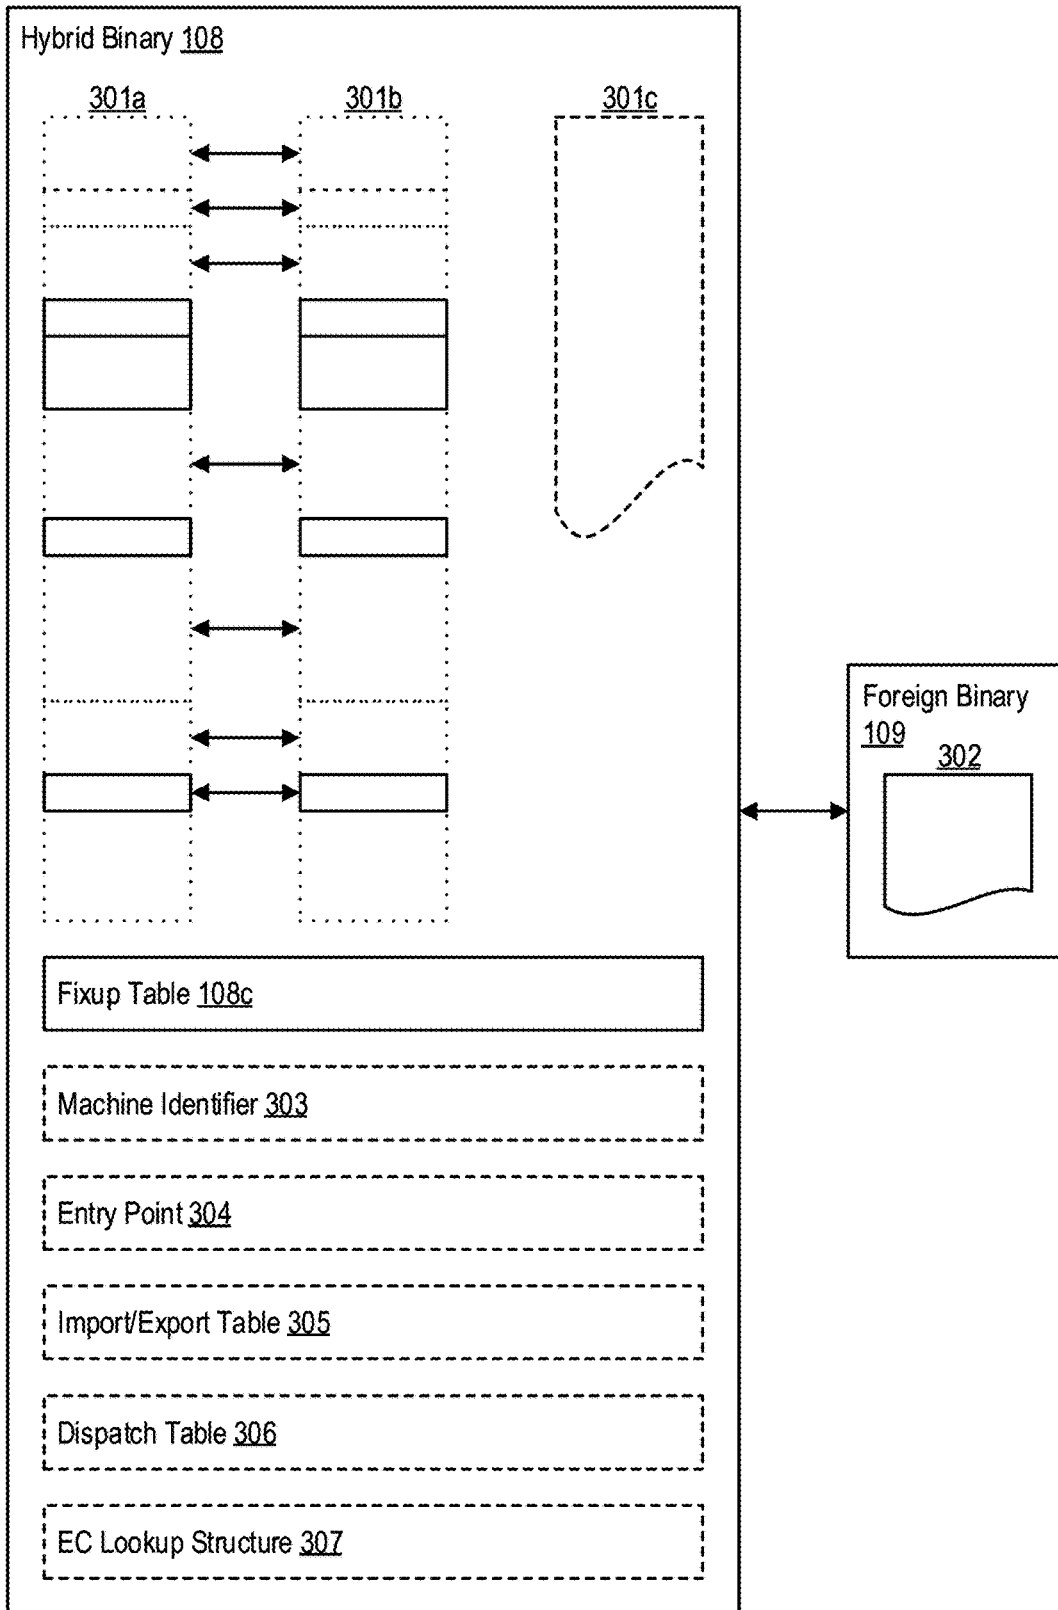 Hybrid Binary 108
301a 301b 301c
Foreign Binary
109
302
Fixup Table 108c
Machine Identifier 303
Entry Point 304
Import/Export Table 305
Dispatch Table 306
EC Lookup Structure 307